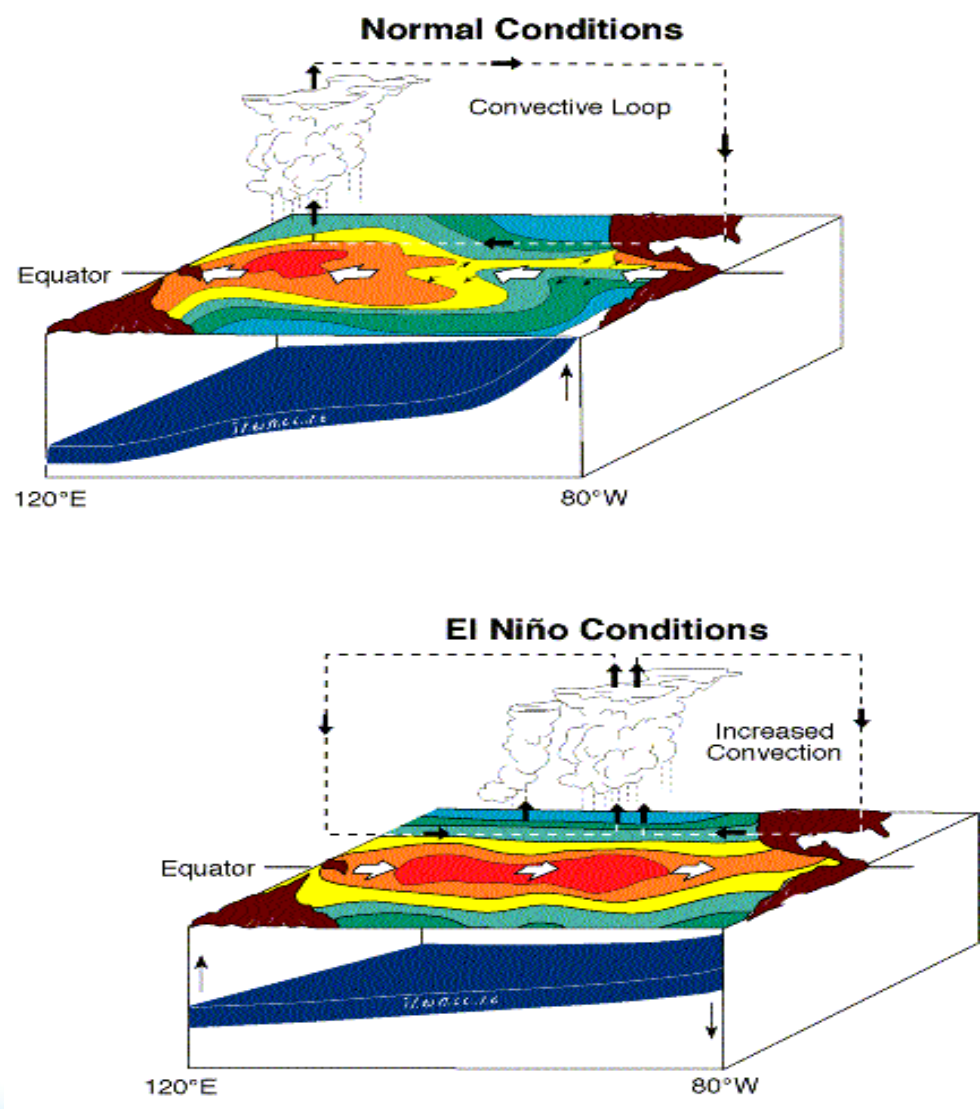 Normal Conditions
Convective Loop
Equator
120°E
80°W
El Niño Conditions
Increased
Convection
Equator
120°E
80°W